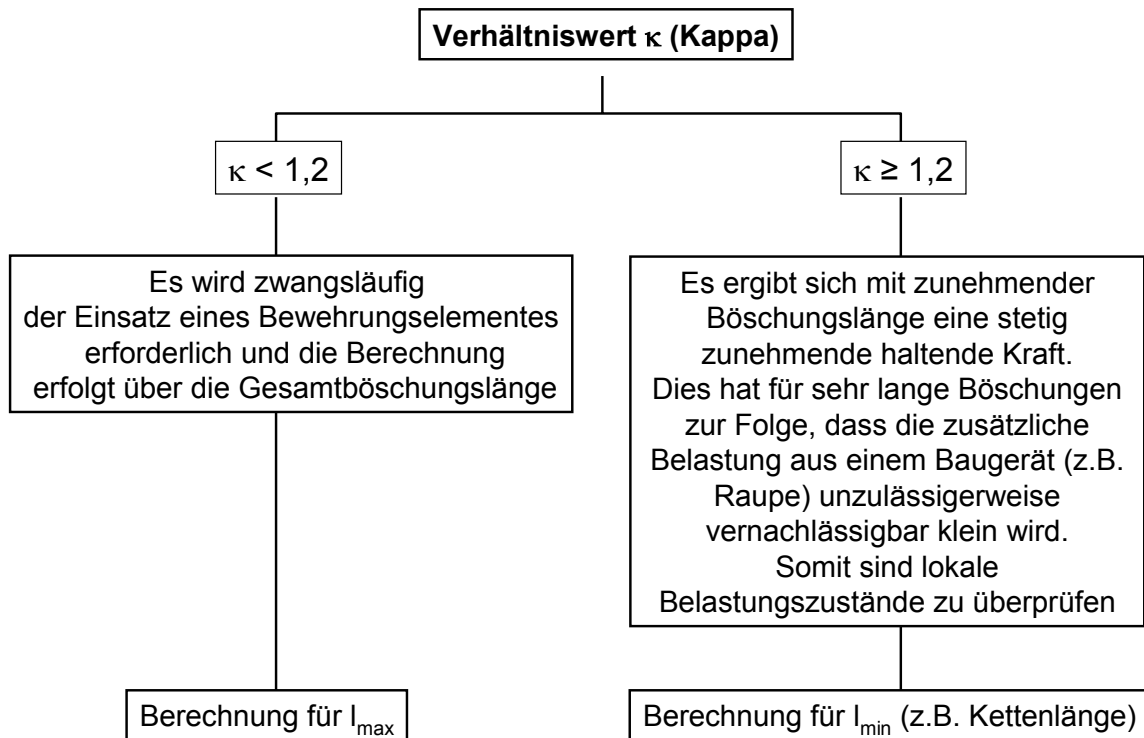 Verhältniswert κ (Kappa)
κ < 1,2
Es wird zwangsläufig
der Einsatz eines Bewehrungselementes
erforderlich und die Berechnung
erfolgt über die Gesamtböschungslänge
Berechnung für l_max
κ ≥ 1,2
Es ergibt sich mit zunehmender
Böschungslänge eine stetig
zunehmende haltende Kraft.
Dies hat für sehr lange Böschungen
zur Folge, dass die zusätzliche
Belastung aus einem Baugerät (z.B.
Raupe) unzulässigerweise
vernachlässigbar klein wird.
Somit sind lokale
Belastungszustände zu überprüfen
Berechnung für l_min (z.B. Kettenlänge)